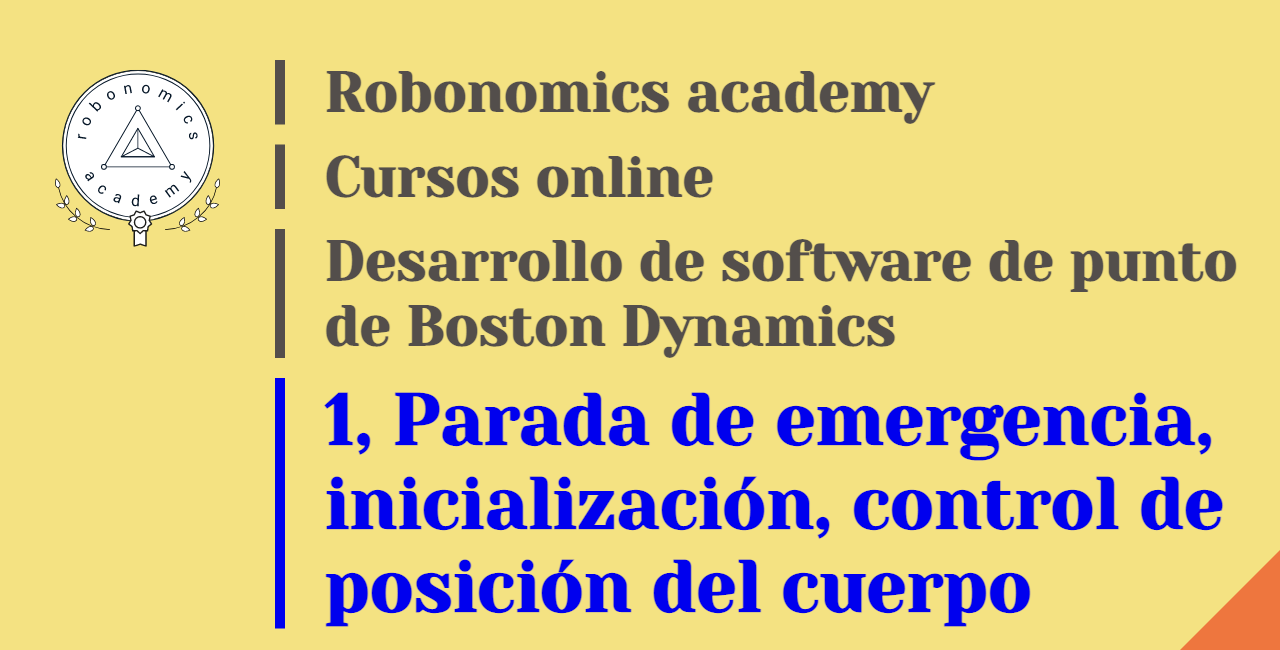 robonomics
academy
Robonomics academy
Cursos online
Desarrollo de software de punto
de Boston Dynamics
1, Parada de emergencia,
inicialización, control de
posición del cuerpo